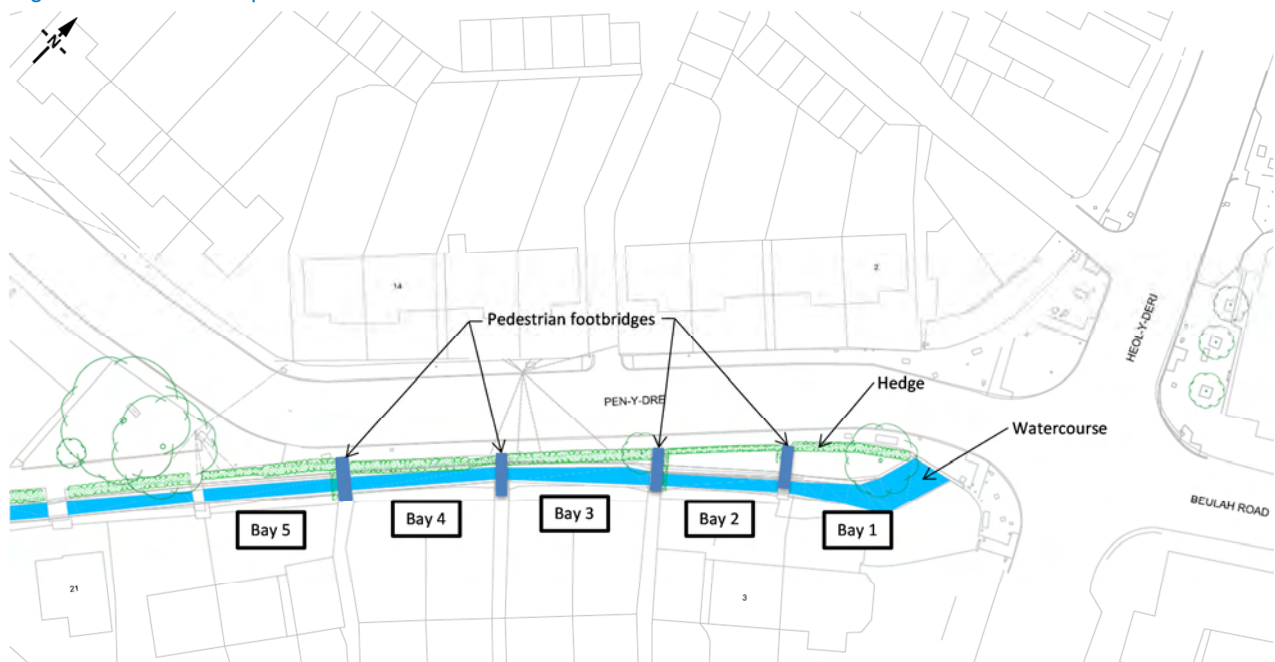 N
2
14
HEOL-Y-DERI
Pedestrian footbridges
PEN-Y-DRE
Hedge
Watercourse
BEULAH ROAD
Bay 5
Bay 4
Bay 3
Bay 2
Bay 1
21
3